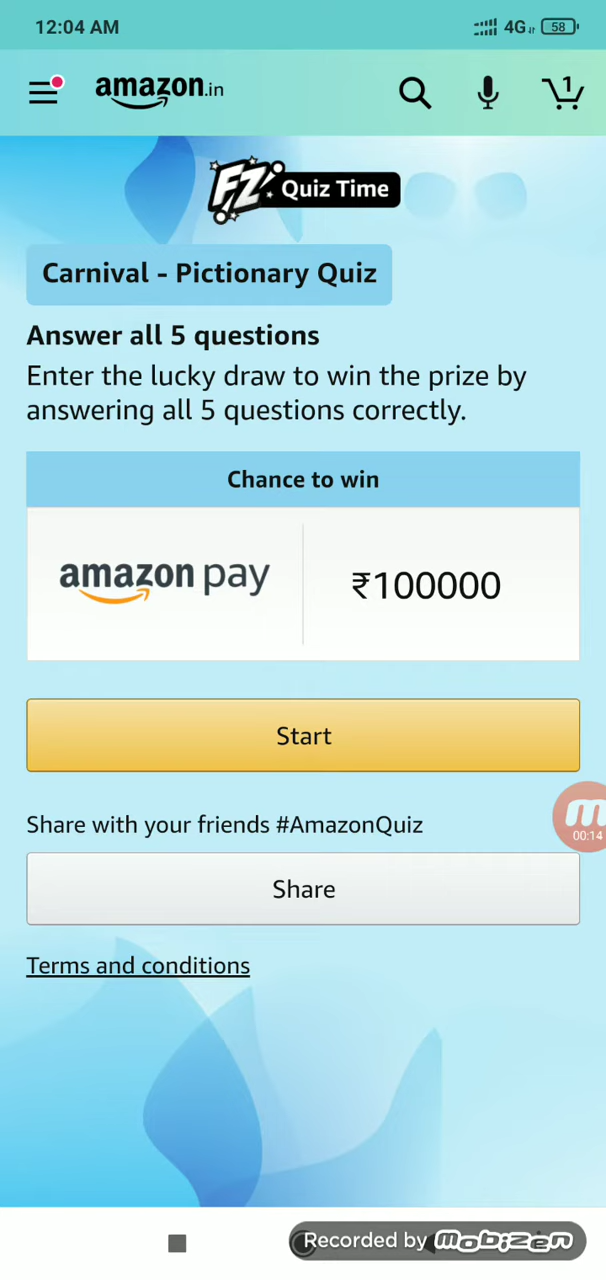 12:04 AM 4G 58
amazon.in 1
FZ Quiz Time
Carnival - Pictionary Quiz
Answer all 5 questions
Enter the lucky draw to win the prize by
answering all 5 questions correctly.
Chance to win
amazon pay ₹100000
Start
Share with your friends #AmazonQuiz
00:14
Share
Terms and conditions
Recorded by mobizen